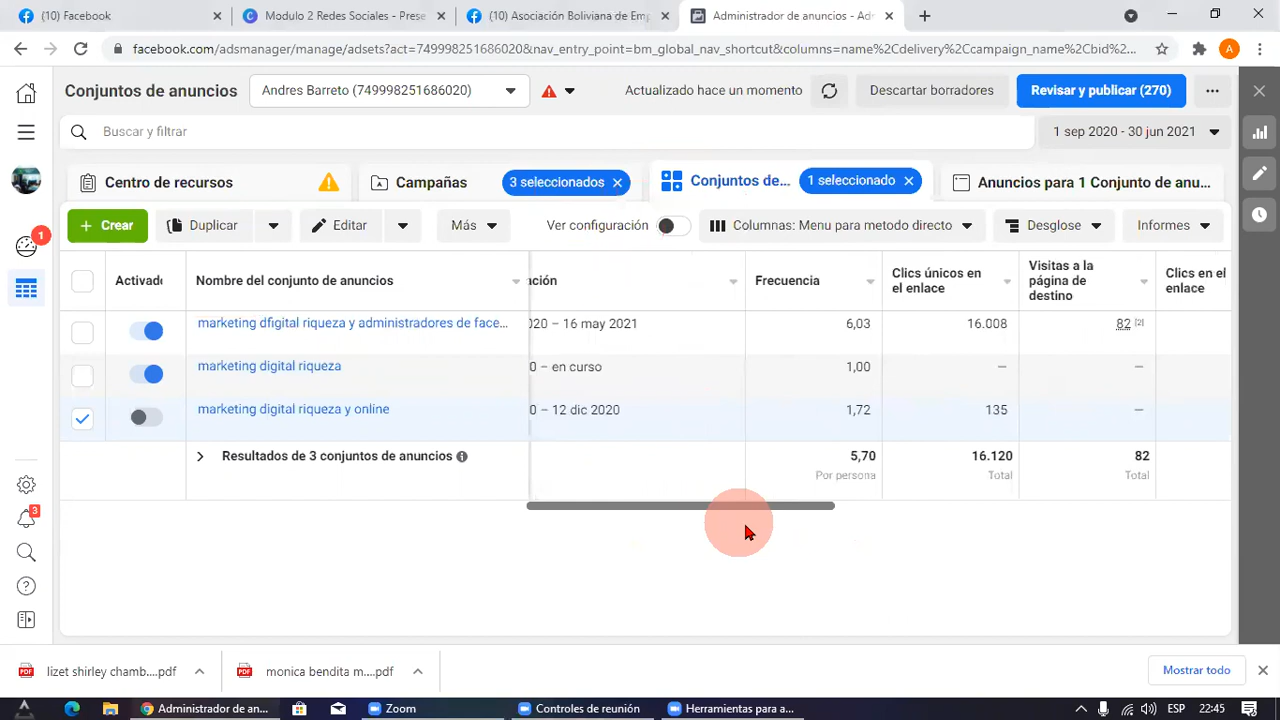 (10) Facebook
Modulo 2 Redes Sociales - Prese
(10) Asociación Boliviana de Emp
Administrador de anuncios - Adm
facebook.com/adsmanager/manage/adsets?act=749998251686020&nav_entry_point=bm_global_nav_shortcut&columns=name%2Cdelivery%2Ccampaign_name%2Cbid%2C...
A
Conjuntos de anuncios
Andres Barreto (749998251686020)
Actualizado hace un momento
Descartar borradores
Revisar y publicar (270)
Buscar y filtrar
1 sep 2020 - 30 jun 2021
Centro de recursos
Campañas
3 seleccionados
Conjuntos de...
1 seleccionado
Anuncios para 1 Conjunto de anu...
+ Crear
Duplicar
Editar
Más
Ver configuración
Columnas: Menu para metodo directo
Desglose
Informes
1
Activado
Nombre del conjunto de anuncios
ación
Frecuencia
Clics únicos en el enlace
Visitas a la página de destino
Clics en el enlace
marketing dfigital riqueza y administradores de face...
020 – 16 may 2021
6,03
16.008
82 [2]
marketing digital riqueza
0 – en curso
1,00
—
—
marketing digital riqueza y online
0 – 12 dic 2020
1,72
135
—
Resultados de 3 conjuntos de anuncios
5,70
Por persona
16.120
Total
82
Total
3
lizet shirley chamb....pdf
monica bendita m....pdf
Mostrar todo
Administrador de an...
Zoom
Controles de reunión
Herramientas para a...
ESP
22:45